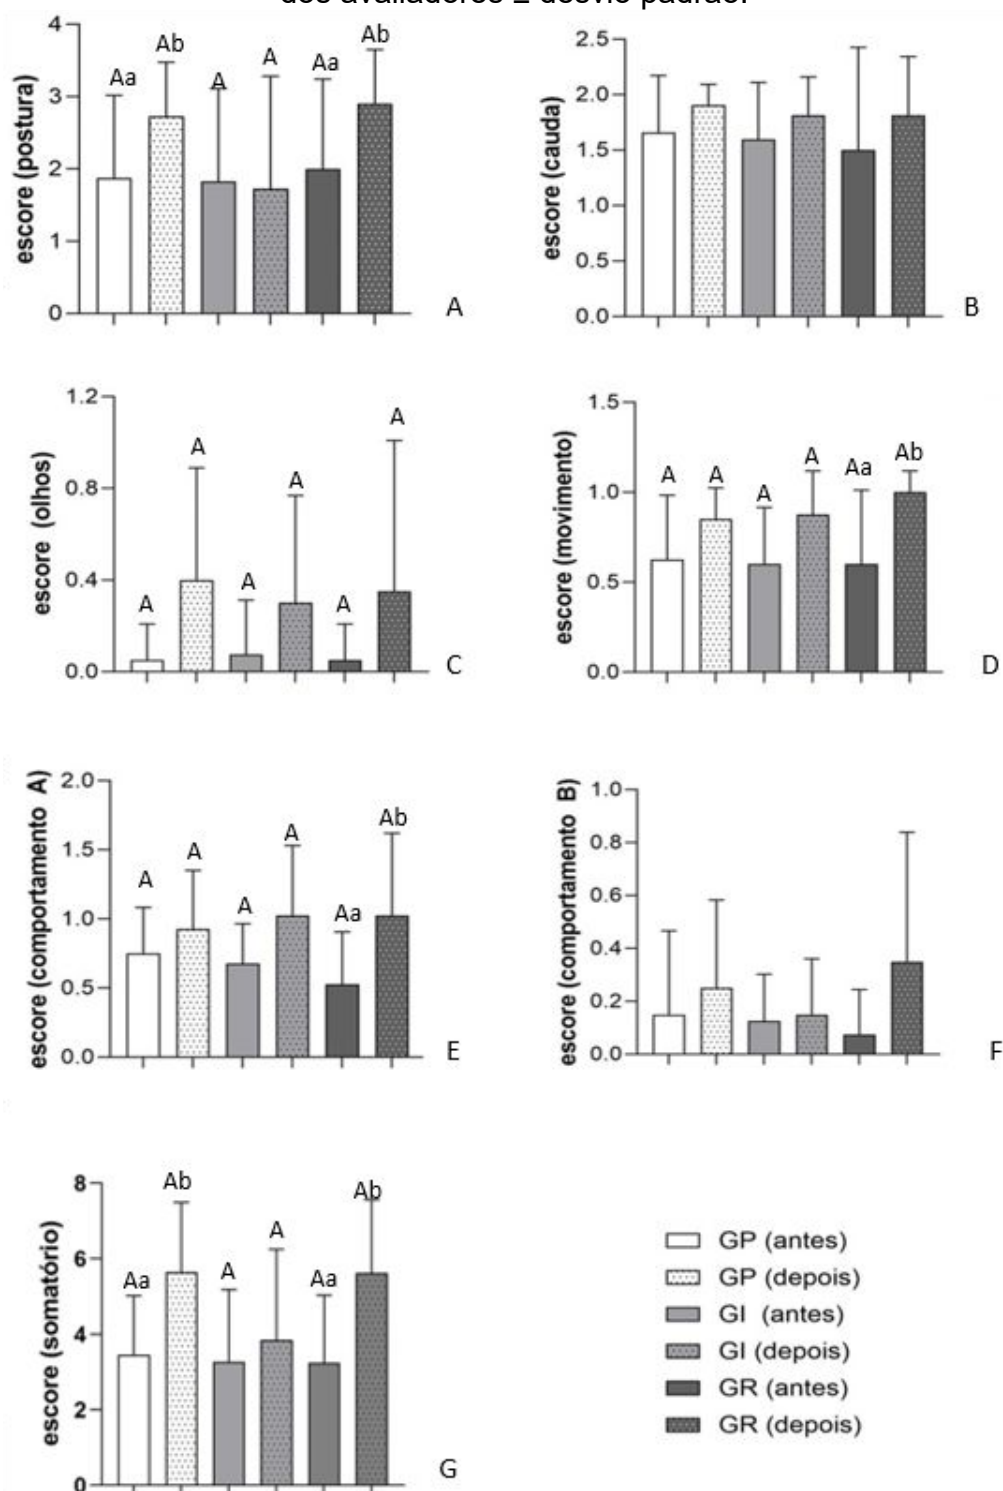 dos avaliadores ± desvio padrão.
escore (postura)
4
3
2
1
0
Aa
Ab
A
A
Aa
Ab
A
escore (cauda)
2.5
2.0
1.5
1.0
0.5
0.0
B
escore (olhos)
1.2
0.8
0.4
0.0
A
A
A
A
A
A
C
escore (movimento)
1.5
1.0
0.5
0.0
A
A
A
A
Aa
Ab
D
escore (comportamento A)
2.0
1.5
1.0
0.5
0.0
A
A
A
A
Aa
Ab
E
escore (comportamento B)
1.0
0.8
0.6
0.4
0.2
0.0
F
escore (somatório)
8
6
4
2
0
Aa
Ab
A
A
Aa
Ab
G
GP (antes)
GP (depois)
GI (antes)
GI (depois)
GR (antes)
GR (depois)